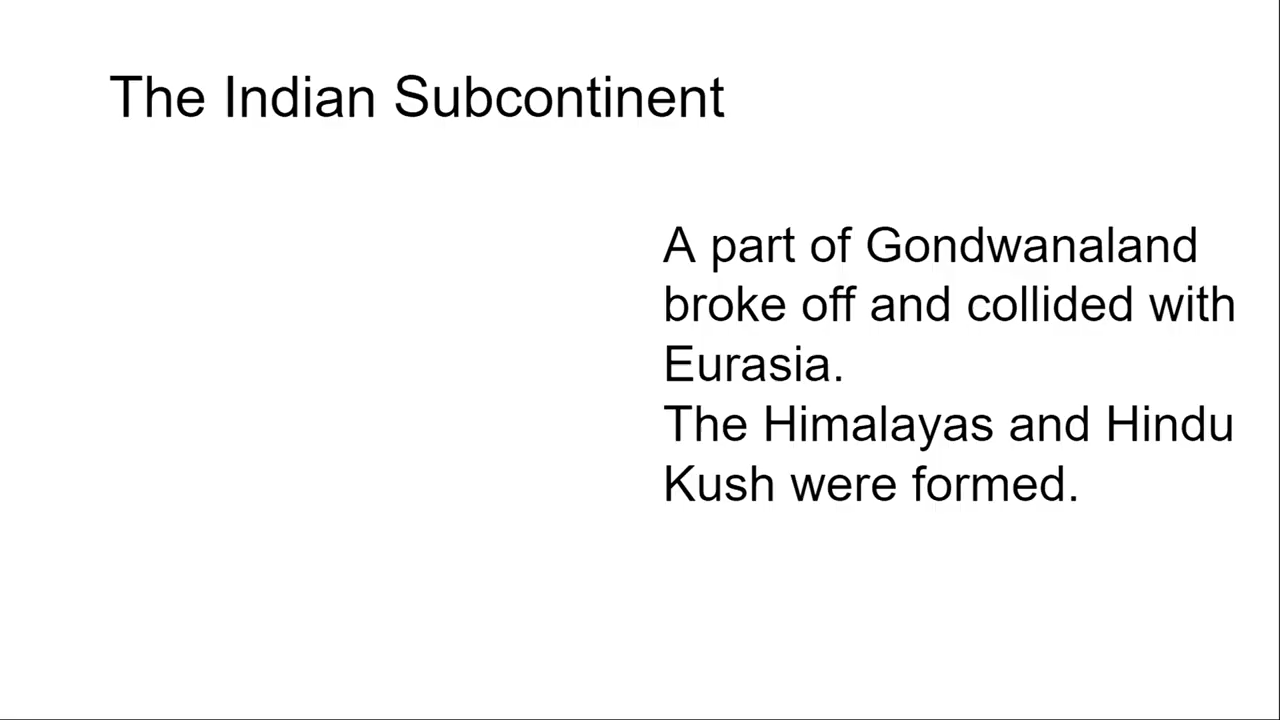 The Indian Subcontinent
A part of Gondwanaland
broke off and collided with
Eurasia.
The Himalayas and Hindu
Kush were formed.